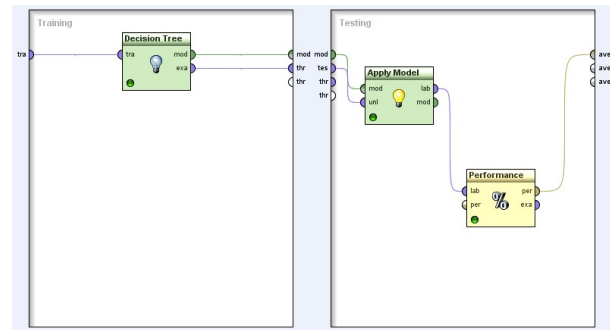 Training
Decision Tree
tra
tra
mod
exa
mod
thr
thr
Testing
mod
tes
thr
thr
Apply Model
mod
lab
unl
mod
Performance
lab
per
%
per
exa
ave
ave
ave